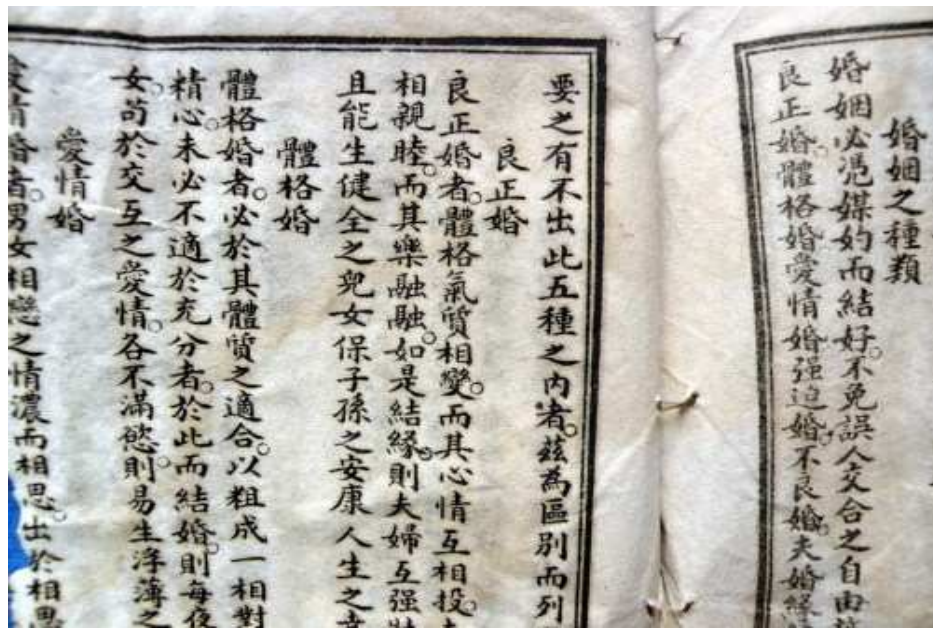 婚姻之種類
婚姻必憑媒妁而結好。不免誤人交合之自由
良正婚。體格婚愛情婚强迫婚。不良婚。夫婚緣
要之有不出此五種之內者。茲為區別而列
良正婚
良正婚者。體格氣質相變。而其心情互相投。
相親睦。而其樂融融。如是結緣。則夫婦互强
且能生健全之兒女保子孫之安康人生之
體格婚
體格婚者。必於其體質之適合。以粗成一相對
精心。未必不適於充分者。於此而結婚。則每夜
女。苟於交互之愛情。各不滿慾。則易生浮薄之
愛情婚
情婚者。男女相戀之情濃而相思。出於相思